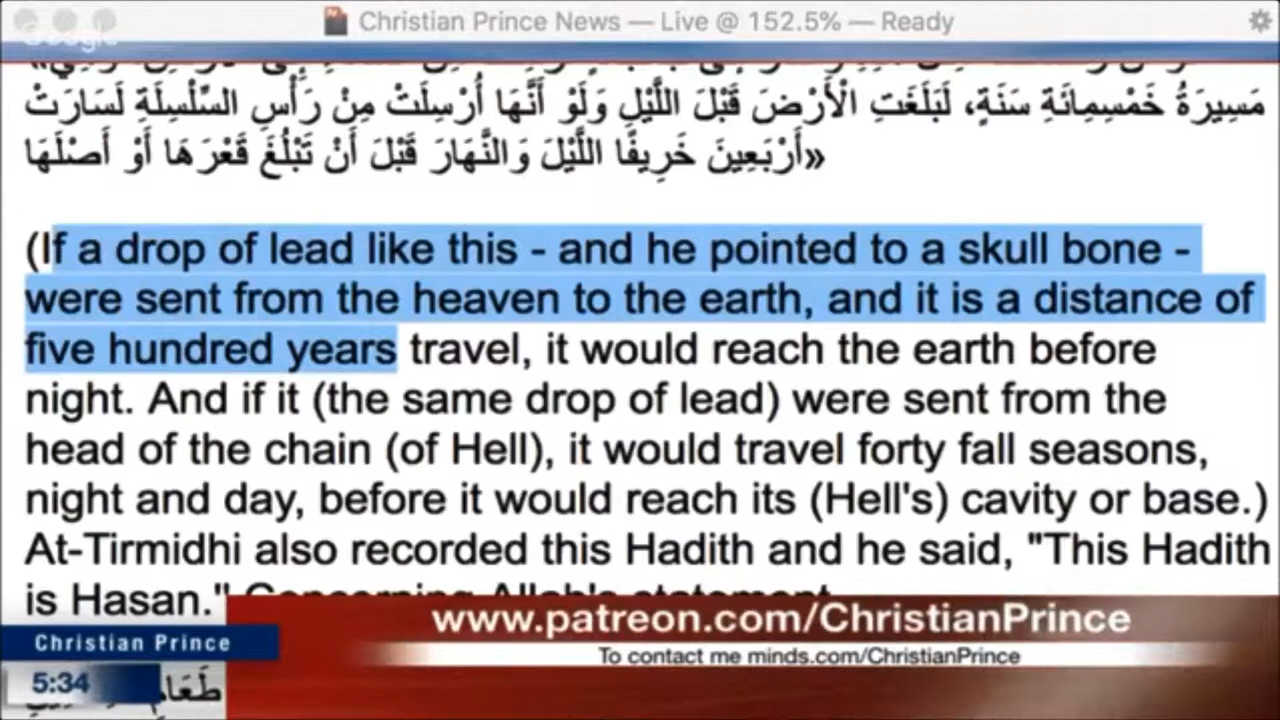 Christian Prince News — Live @ 152.5% — Ready
Google
مَسِيرَةُ خَمْسِمِائَةِ سَنَةٍ، لَبَلَغَتِ الْأَرْضَ قَبْلَ اللَّيْلِ وَلَوْ أَنَّهَا أُرْسِلَتْ مِنْ رَأْسِ السِّلْسِلَةِ لَسَارَتْ
أَرْبَعِينَ خَرِيفًا اللَّيْلَ وَالنَّهَارَ قَبْلَ أَنْ تَبْلُغَ قَعْرَهَا أَوْ أَصْلَهَا»
(If a drop of lead like this - and he pointed to a skull bone -
were sent from the heaven to the earth, and it is a distance of
five hundred years travel, it would reach the earth before
night. And if it (the same drop of lead) were sent from the
head of the chain (of Hell), it would travel forty fall seasons,
night and day, before it would reach its (Hell's) cavity or base.)
At-Tirmidhi also recorded this Hadith and he said, "This Hadith
is Hasan." Concerning Allah's statement
www.patreon.com/ChristianPrince
Christian Prince
To contact me minds.com/ChristianPrince
5:34